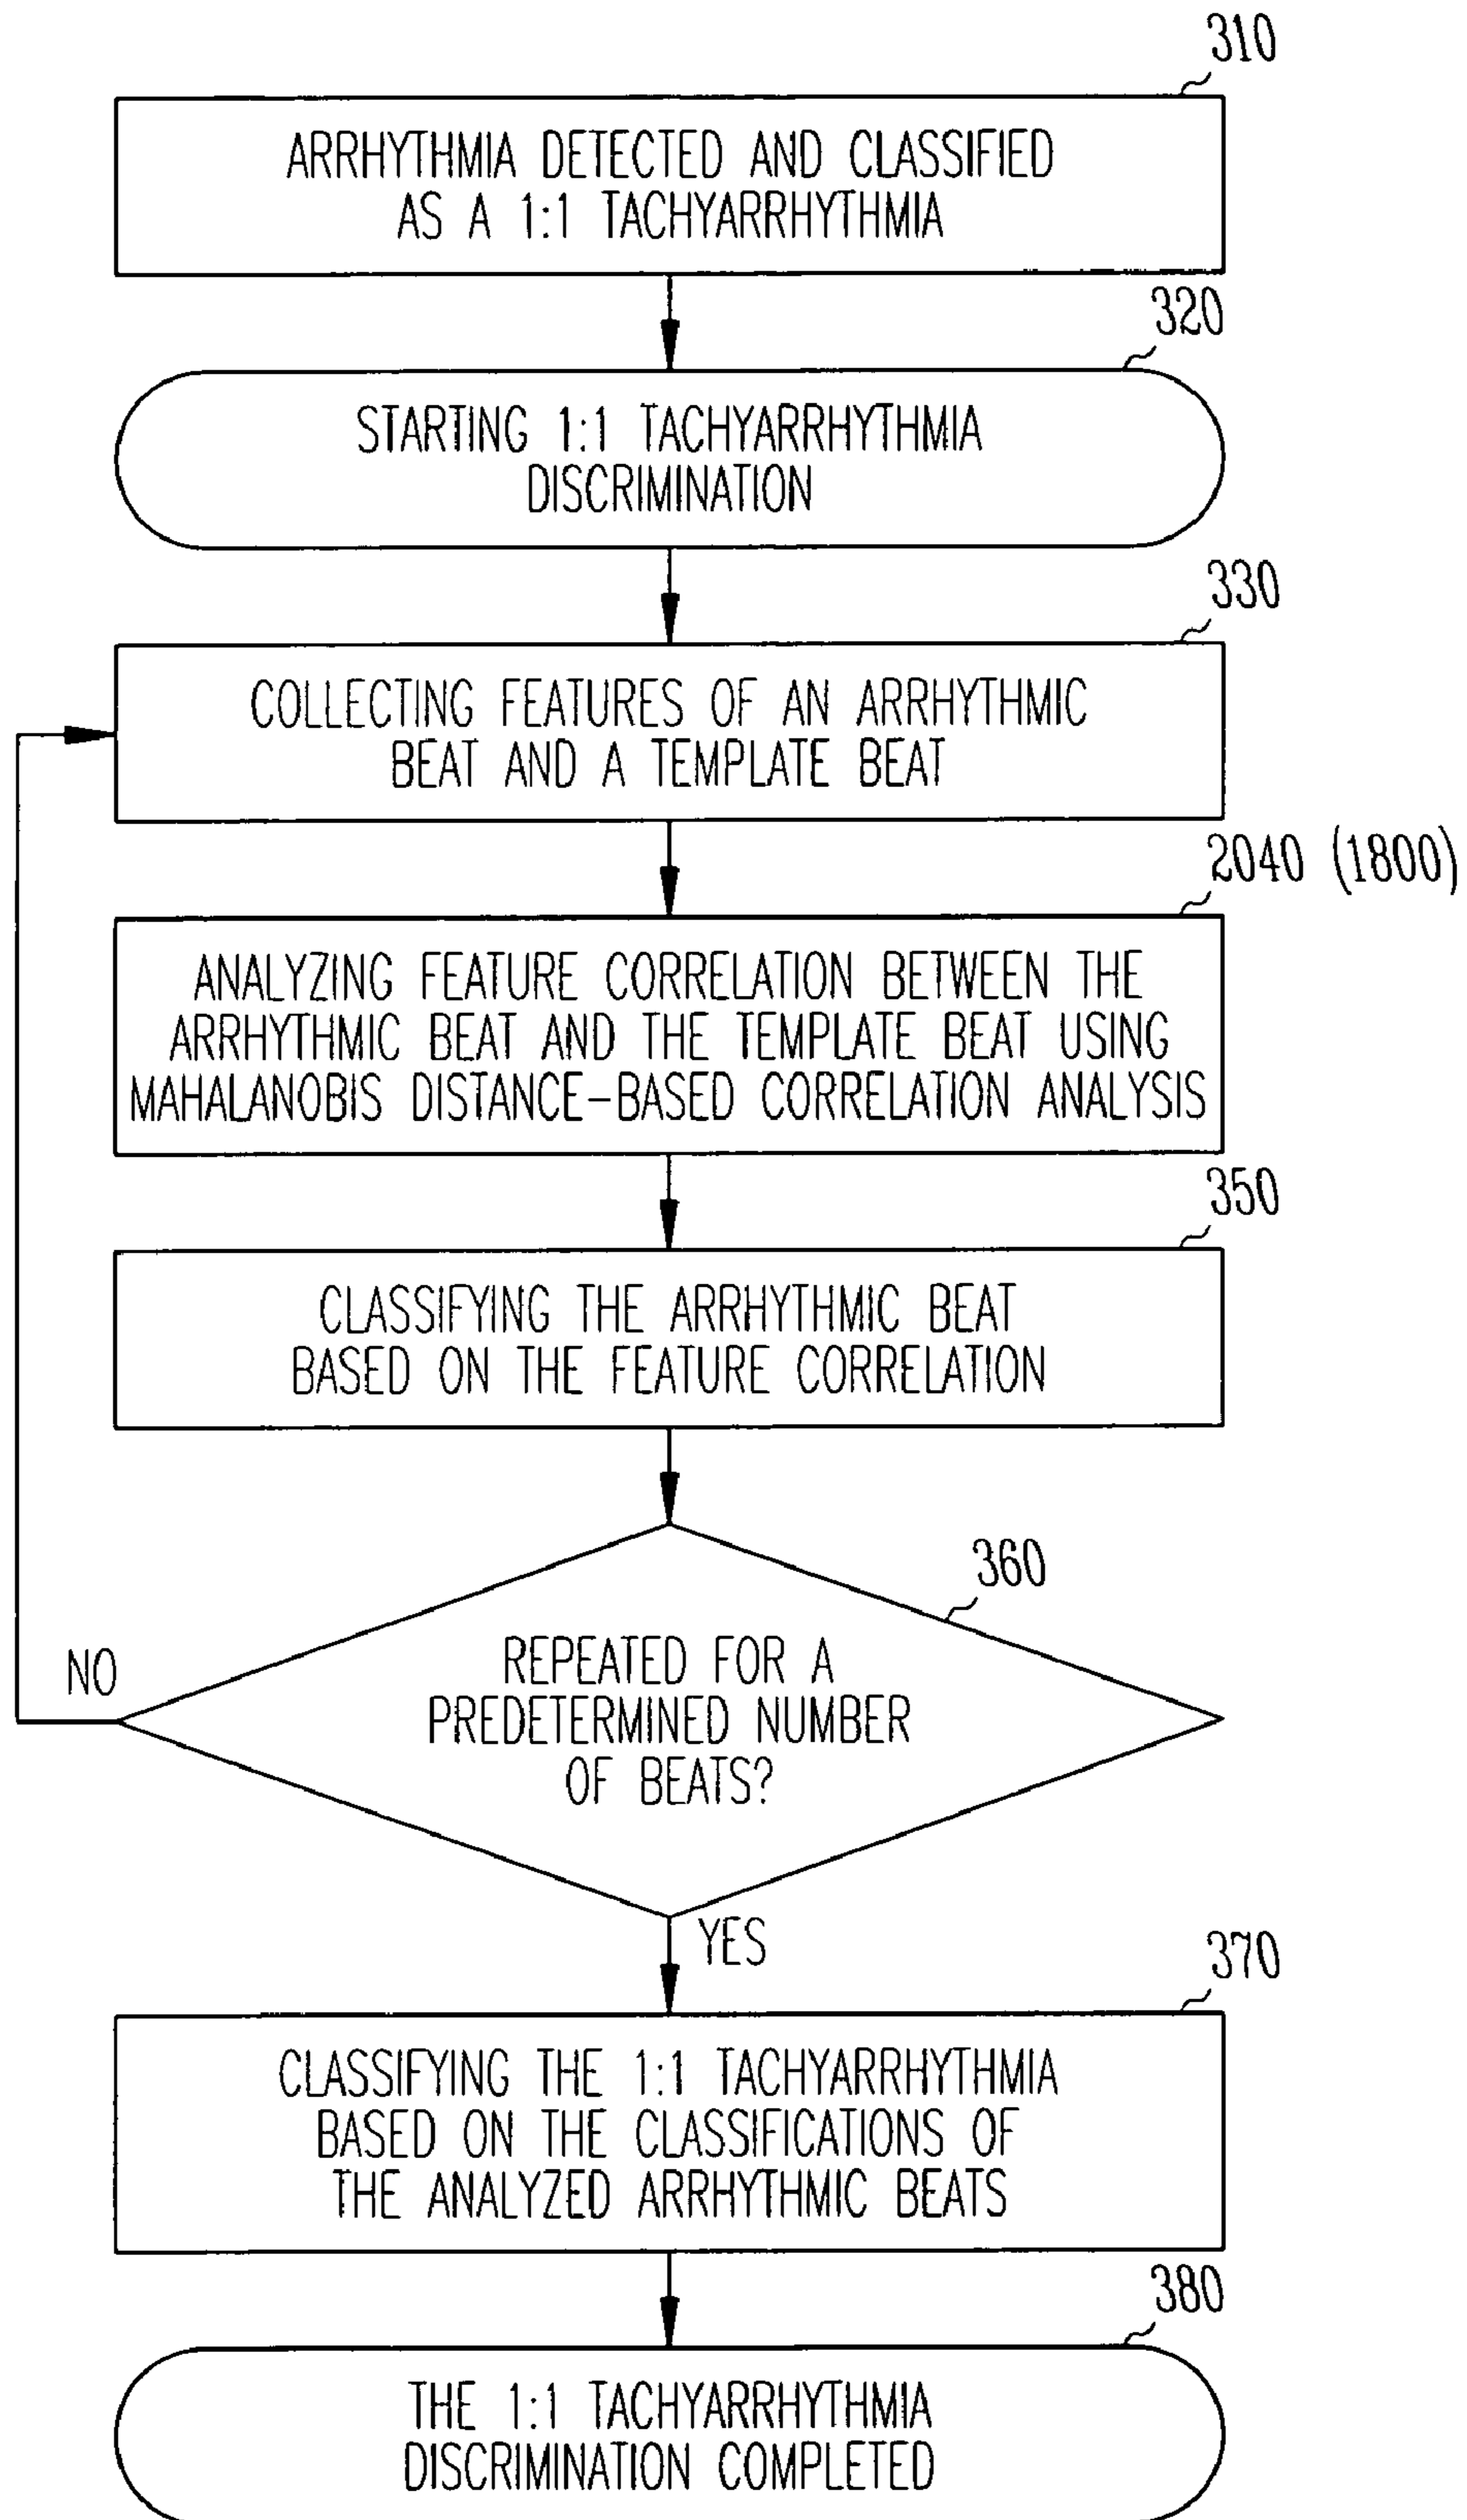 310
ARRHYTHMIA DETECTED AND CLASSIFIED
AS A 1:1 TACHYARRHYTHMIA
320
STARTING 1:1 TACHYARRHYTHMIA
DISCRIMINATION
330
COLLECTING FEATURES OF AN ARRHYTHMIC
BEAT AND A TEMPLATE BEAT
2040 (1800)
ANALYZING FEATURE CORRELATION BETWEEN THE
ARRHYTHMIC BEAT AND THE TEMPLATE BEAT USING
MAHALANOBIS DISTANCE-BASED CORRELATION ANALYSIS
350
CLASSIFYING THE ARRHYTHMIC BEAT
BASED ON THE FEATURE CORRELATION
360
NO
REPEATED FOR A
PREDETERMINED NUMBER
OF BEATS?
YES
370
CLASSIFYING THE 1:1 TACHYARRHYTHMIA
BASED ON THE CLASSIFICATIONS OF
THE ANALYZED ARRHYTHMIC BEATS
380
THE 1:1 TACHYARRHYTHMIA
DISCRIMINATION COMPLETED